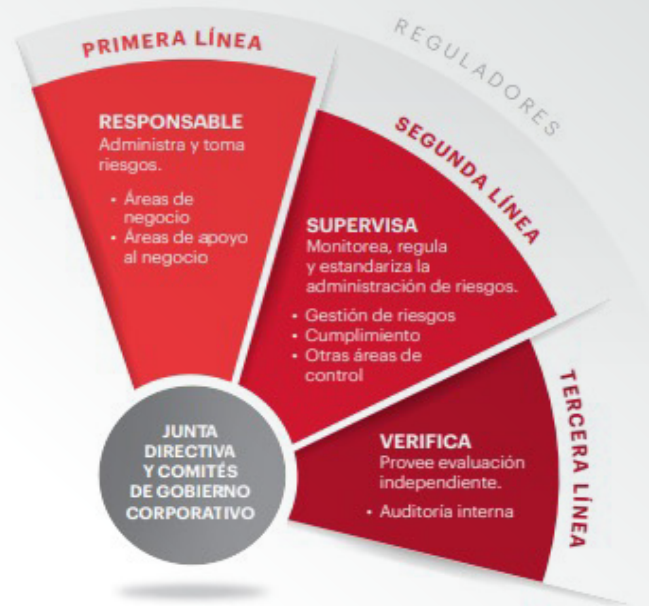 PRIMERA LÍNEA
REGULADORES
RESPONSABLE
Administra y toma
riesgos.
• Áreas de
negocio
• Áreas de apoyo
al negocio
SEGUNDA LÍNEA
SUPERVISA
Monitorea, regula
y estandariza la
administración de riesgos.
• Gestión de riesgos
• Cumplimiento
• Otras áreas de
control
TERCERA LÍNEA
VERIFICA
Provee evaluación
independiente.
• Auditoría interna
JUNTA
DIRECTIVA
Y COMITÉS
DE GOBIERNO
CORPORATIVO